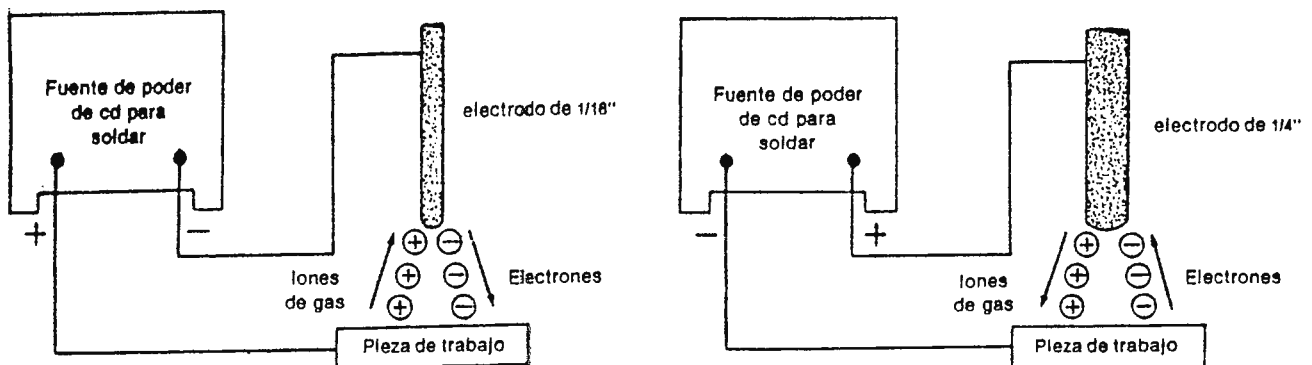 Fuente de poder
de cd para
soldar
electrodo de 1/16"
+
−
Iones
de gas
+ −
+ −
+ −
Electrones
Pieza de trabajo
Fuente de poder
de cd para
soldar
electrodo de 1/4"
−
+
Iones
de gas
+ −
+ −
+ −
Electrones
Pieza de trabajo